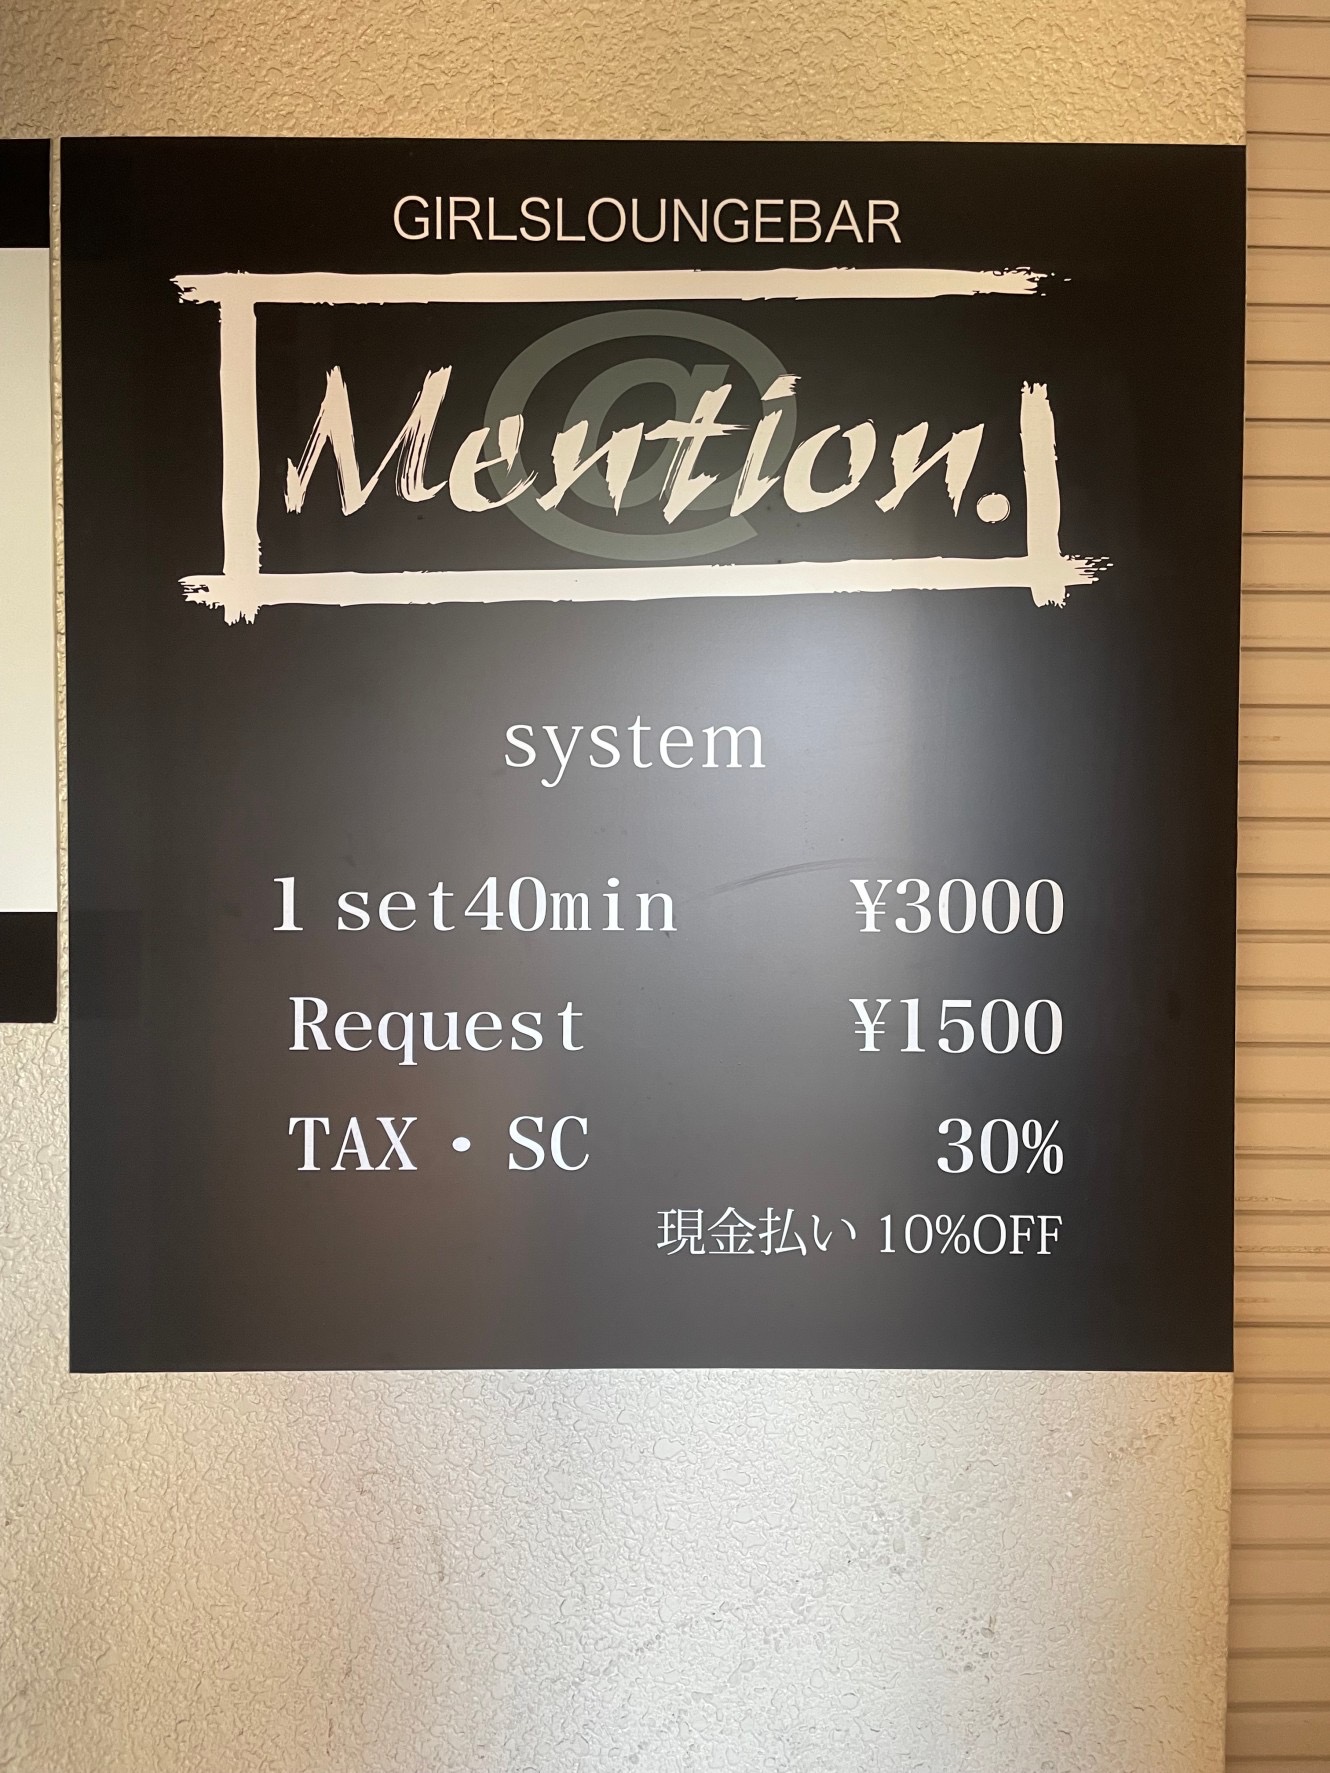 GIRLSLOUNGEBAR
@
Mention.
system
1 set40min ¥3000
Request ¥1500
TAX・SC 30%
現金払い 10%OFF